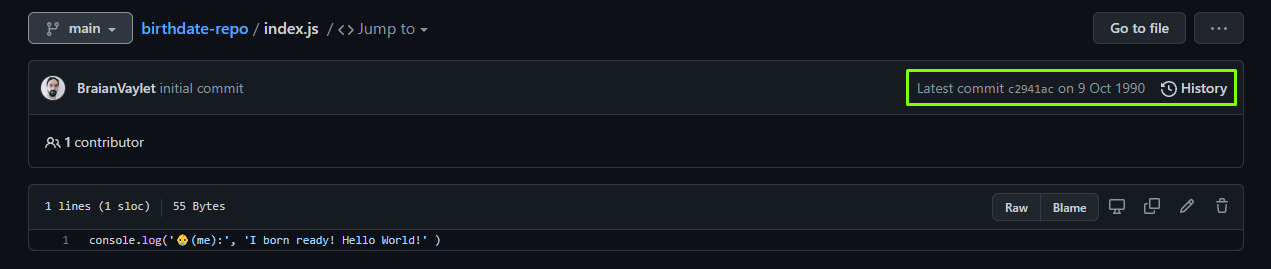 main birthdate-repo / index.js / <> Jump to Go to file ...
BraianVaylet initial commit Latest commit c2941ac on 9 Oct 1990 History
1 contributor
1 lines (1 sloc) 55 Bytes Raw Blame
1 console.log('👶(me):', 'I born ready! Hello World!' )